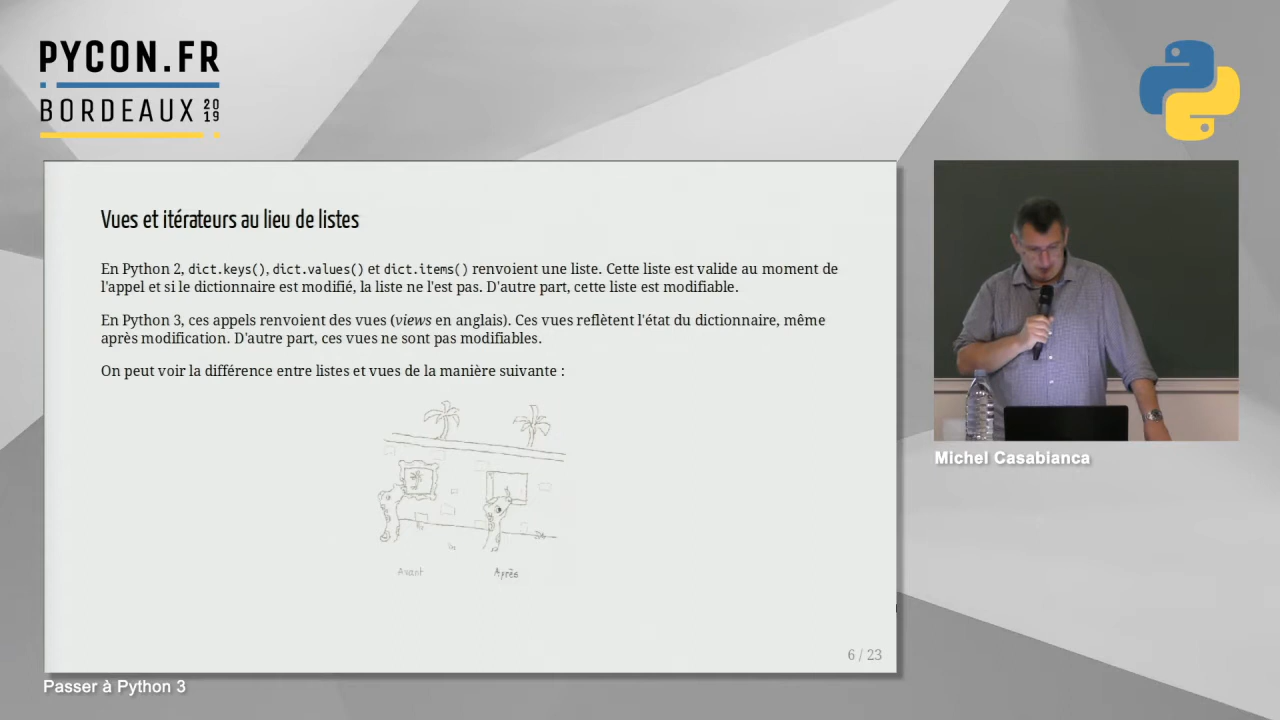 PYCON.FR
BORDEAUX 2019
Vues et itérateurs au lieu de listes
En Python 2, dict.keys(), dict.values() et dict.items() renvoient une liste. Cette liste est valide au moment de
l'appel et si le dictionnaire est modifié, la liste ne l'est pas. D'autre part, cette liste est modifiable.
En Python 3, ces appels renvoient des vues (views en anglais). Ces vues reflètent l'état du dictionnaire, même
après modification. D'autre part, ces vues ne sont pas modifiables.
On peut voir la différence entre listes et vues de la manière suivante :
Avant Après
6 / 23
Michel Casabianca
Passer à Python 3